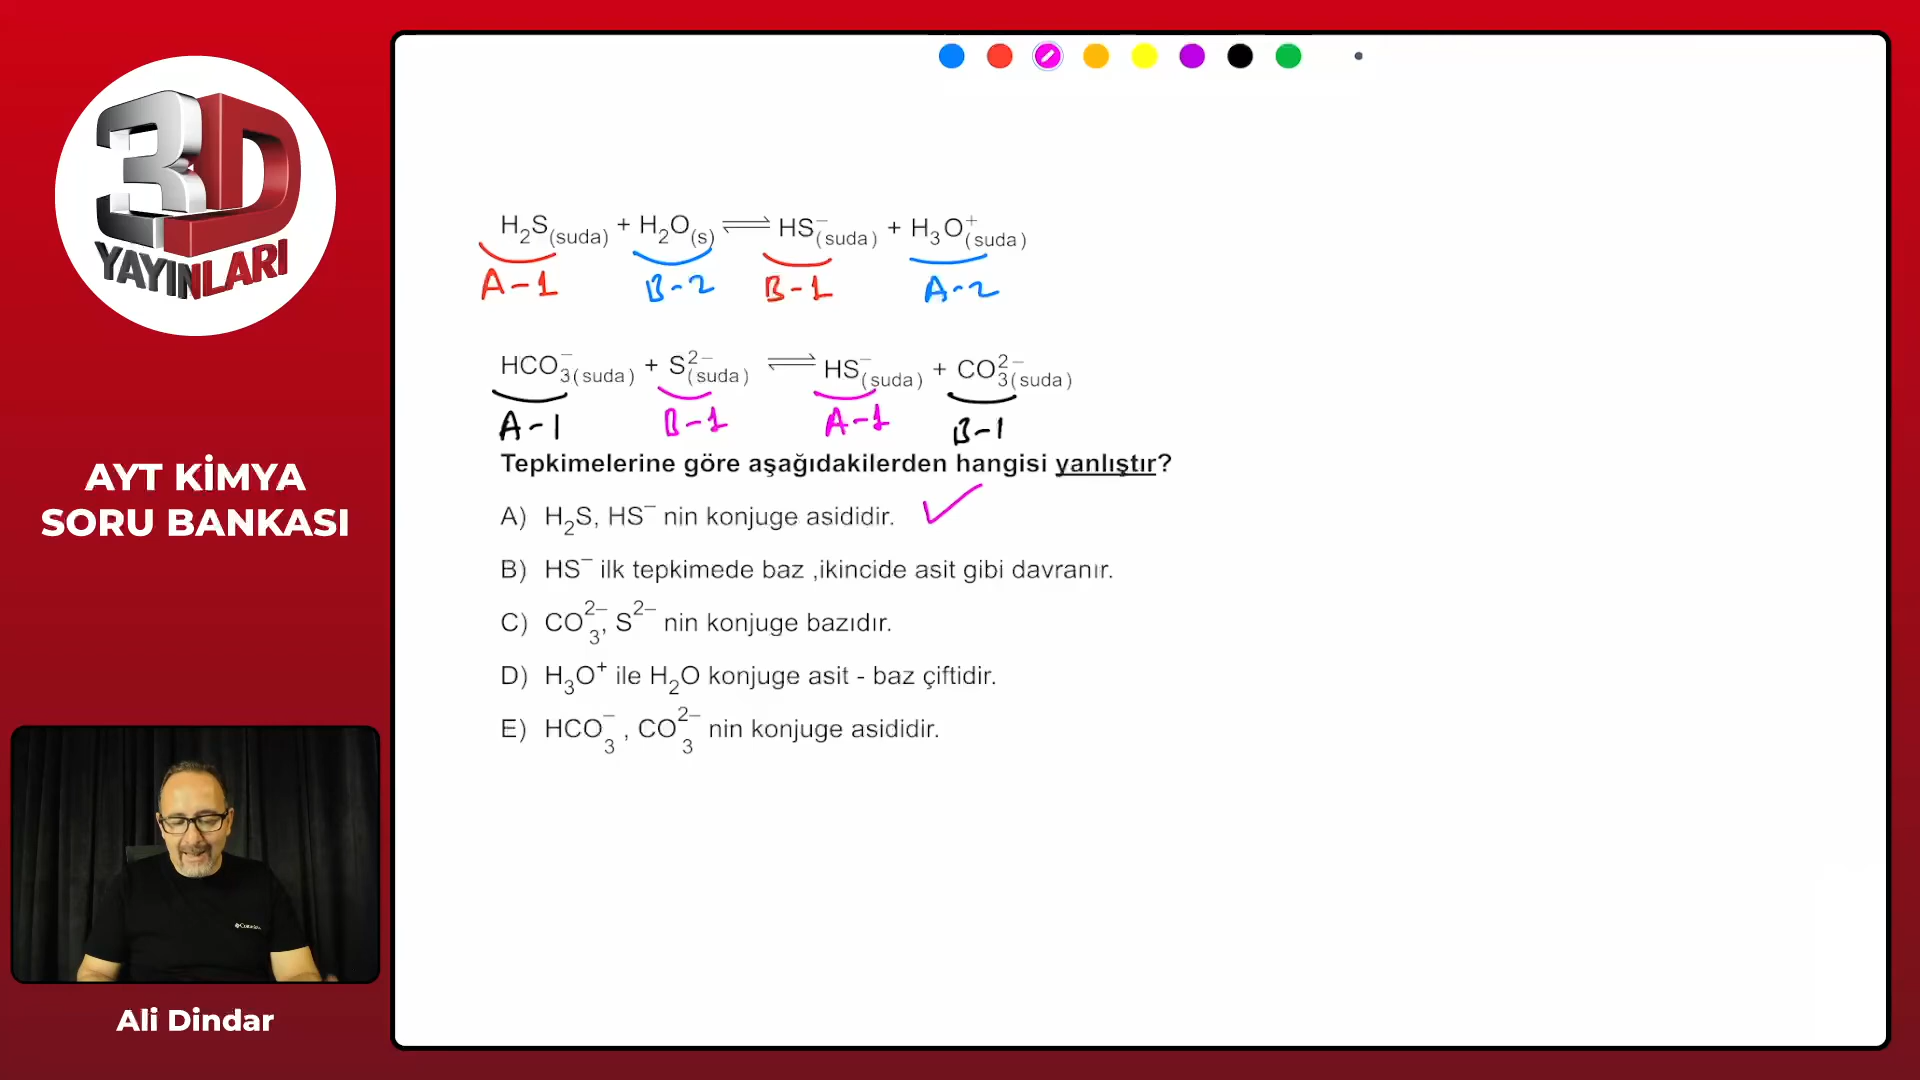 3D
YAYINLARI
AYT KİMYA
SORU BANKASI
Columbia
Ali Dindar
H₂S(suda) + H₂O(s) ⇌ HS⁻(suda) + H₃O⁺(suda)
A-1 B-2 B-1 A-2
HCO₃⁻(suda) + S²⁻(suda) ⇌ HS⁻(suda) + CO₃²⁻(suda)
A-1 B-1 A-1 B-1
Tepkimelerine göre aşağıdakilerden hangisi yanlıştır?
A) H₂S, HS⁻ nin konjuge asididir. ✓
B) HS⁻ ilk tepkimede baz ,ikincide asit gibi davranır.
C) CO₃²⁻, S²⁻ nin konjuge bazıdır.
D) H₃O⁺ ile H₂O konjuge asit - baz çiftidir.
E) HCO₃⁻ , CO₃²⁻ nin konjuge asididir.